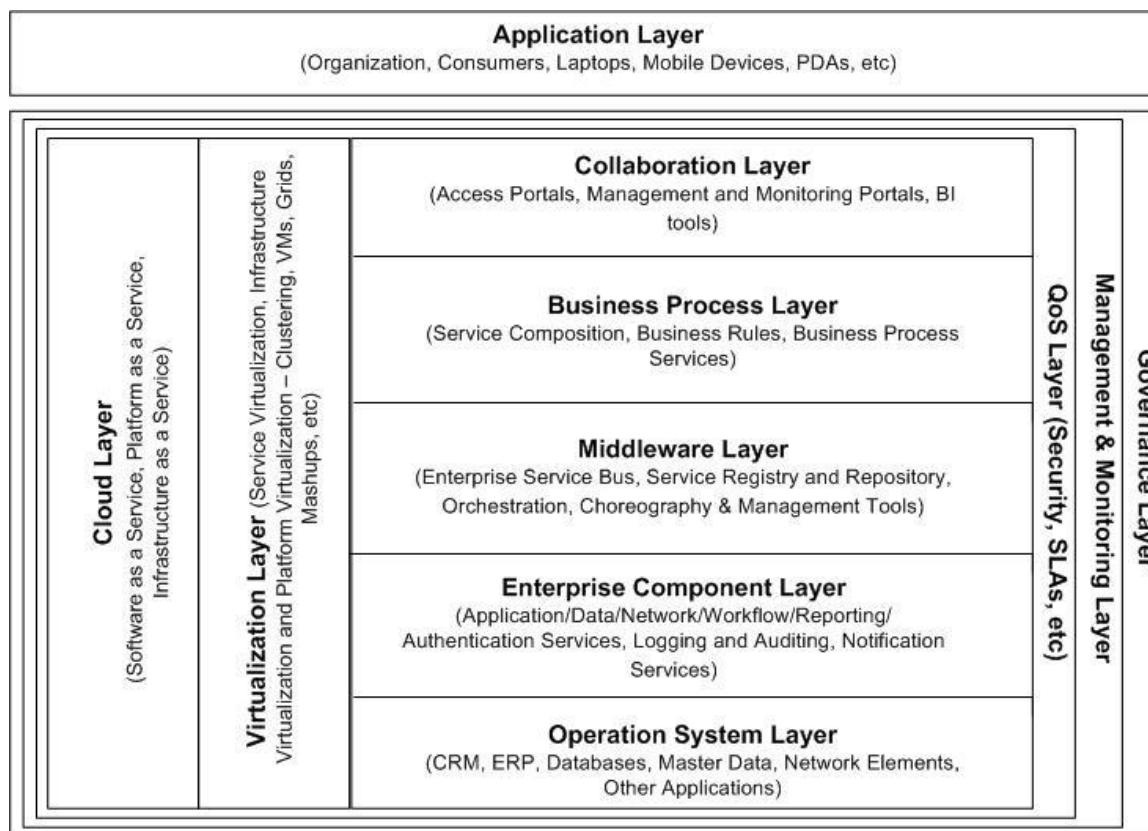 Application Layer
(Organization, Consumers, Laptops, Mobile Devices, PDAs, etc)
Cloud Layer
(Software as a Service, Platform as a Service,
Infrastructure as a Service)
Virtualization Layer (Service Virtualization, Infrastructure
Virtualization and Platform Virtualization – Clustering, VMs, Grids,
Mashups, etc)
Collaboration Layer
(Access Portals, Management and Monitoring Portals, BI
tools)
Business Process Layer
(Service Composition, Business Rules, Business Process
Services)
Middleware Layer
(Enterprise Service Bus, Service Registry and Repository,
Orchestration, Choreography & Management Tools)
Enterprise Component Layer
(Application/Data/Network/Workflow/Reporting/
Authentication Services, Logging and Auditing, Notification
Services)
Operation System Layer
(CRM, ERP, Databases, Master Data, Network Elements,
Other Applications)
QoS Layer (Security, SLAs, etc)
Management & Monitoring Layer
Governance Layer